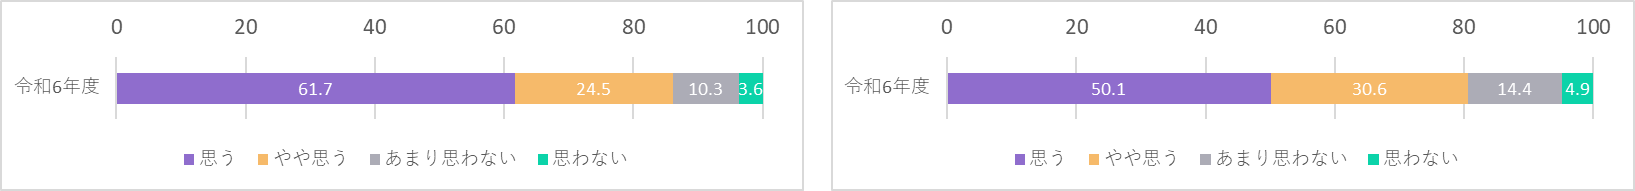 0 20 40 60 80 100
令和6年度 61.7 24.5 10.3 3.6
思う やや思う あまり思わない 思わない
0 20 40 60 80 100
令和6年度 50.1 30.6 14.4 4.9
思う やや思う あまり思わない 思わない